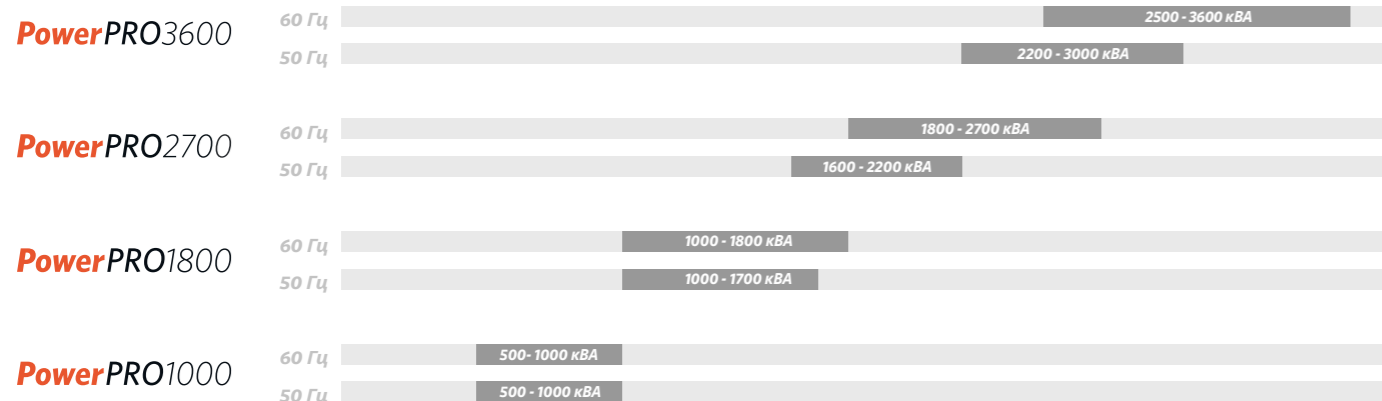 60 Гц 2500 - 3600 кВА
PowerPRO3600
50 Гц 2200 - 3000 кВА
60 Гц 1800 - 2700 кВА
PowerPRO2700
50 Гц 1600 - 2200 кВА
60 Гц 1000 - 1800 кВА
PowerPRO1800
50 Гц 1000 - 1700 кВА
60 Гц 500- 1000 кВА
PowerPRO1000
50 Гц 500 - 1000 кВА